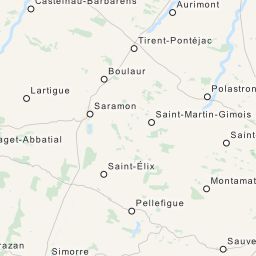 Castelnau-Barbarens
Aurimont
Tirent-Pontéjac
Boulaur
Lartigue
Polastron
Saramon
Saint-Martin-Gimois
Saint-Élix
Montamat
Pellefigue
Simorre